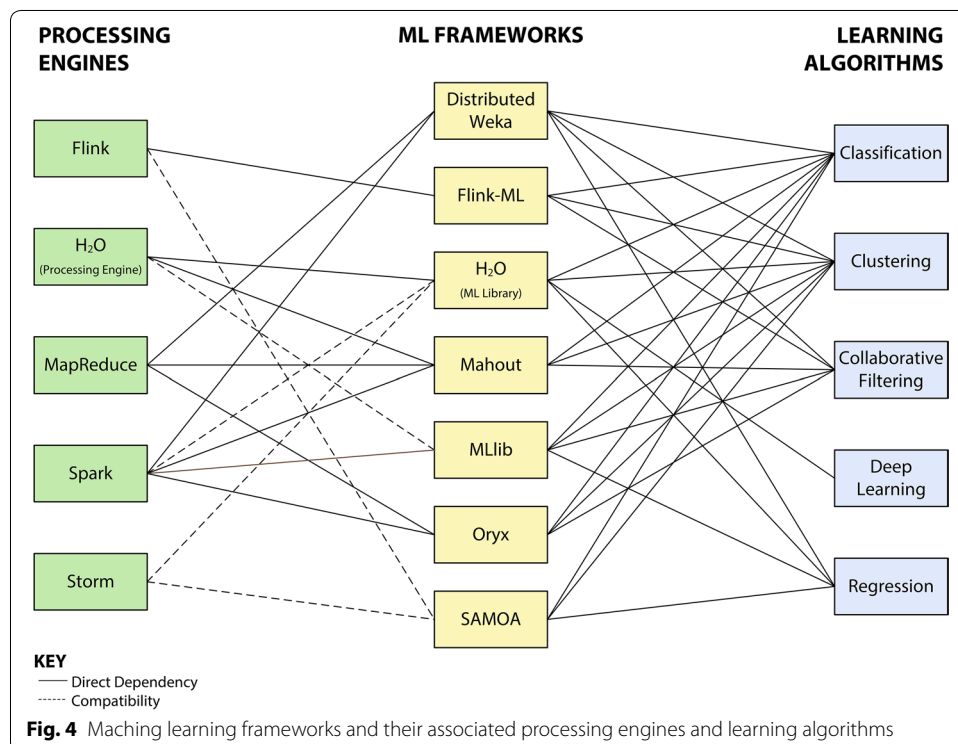 PROCESSING
ENGINES
ML FRAMEWORKS
LEARNING
ALGORITHMS
Flink
H₂O
(Processing Engine)
MapReduce
Spark
Storm
Distributed
Weka
Flink-ML
H₂O
(ML Library)
Mahout
MLlib
Oryx
SAMOA
Classification
Clustering
Collaborative
Filtering
Deep
Learning
Regression
KEY
Direct Dependency
Compatibility
Fig. 4 Maching learning frameworks and their associated processing engines and learning algorithms